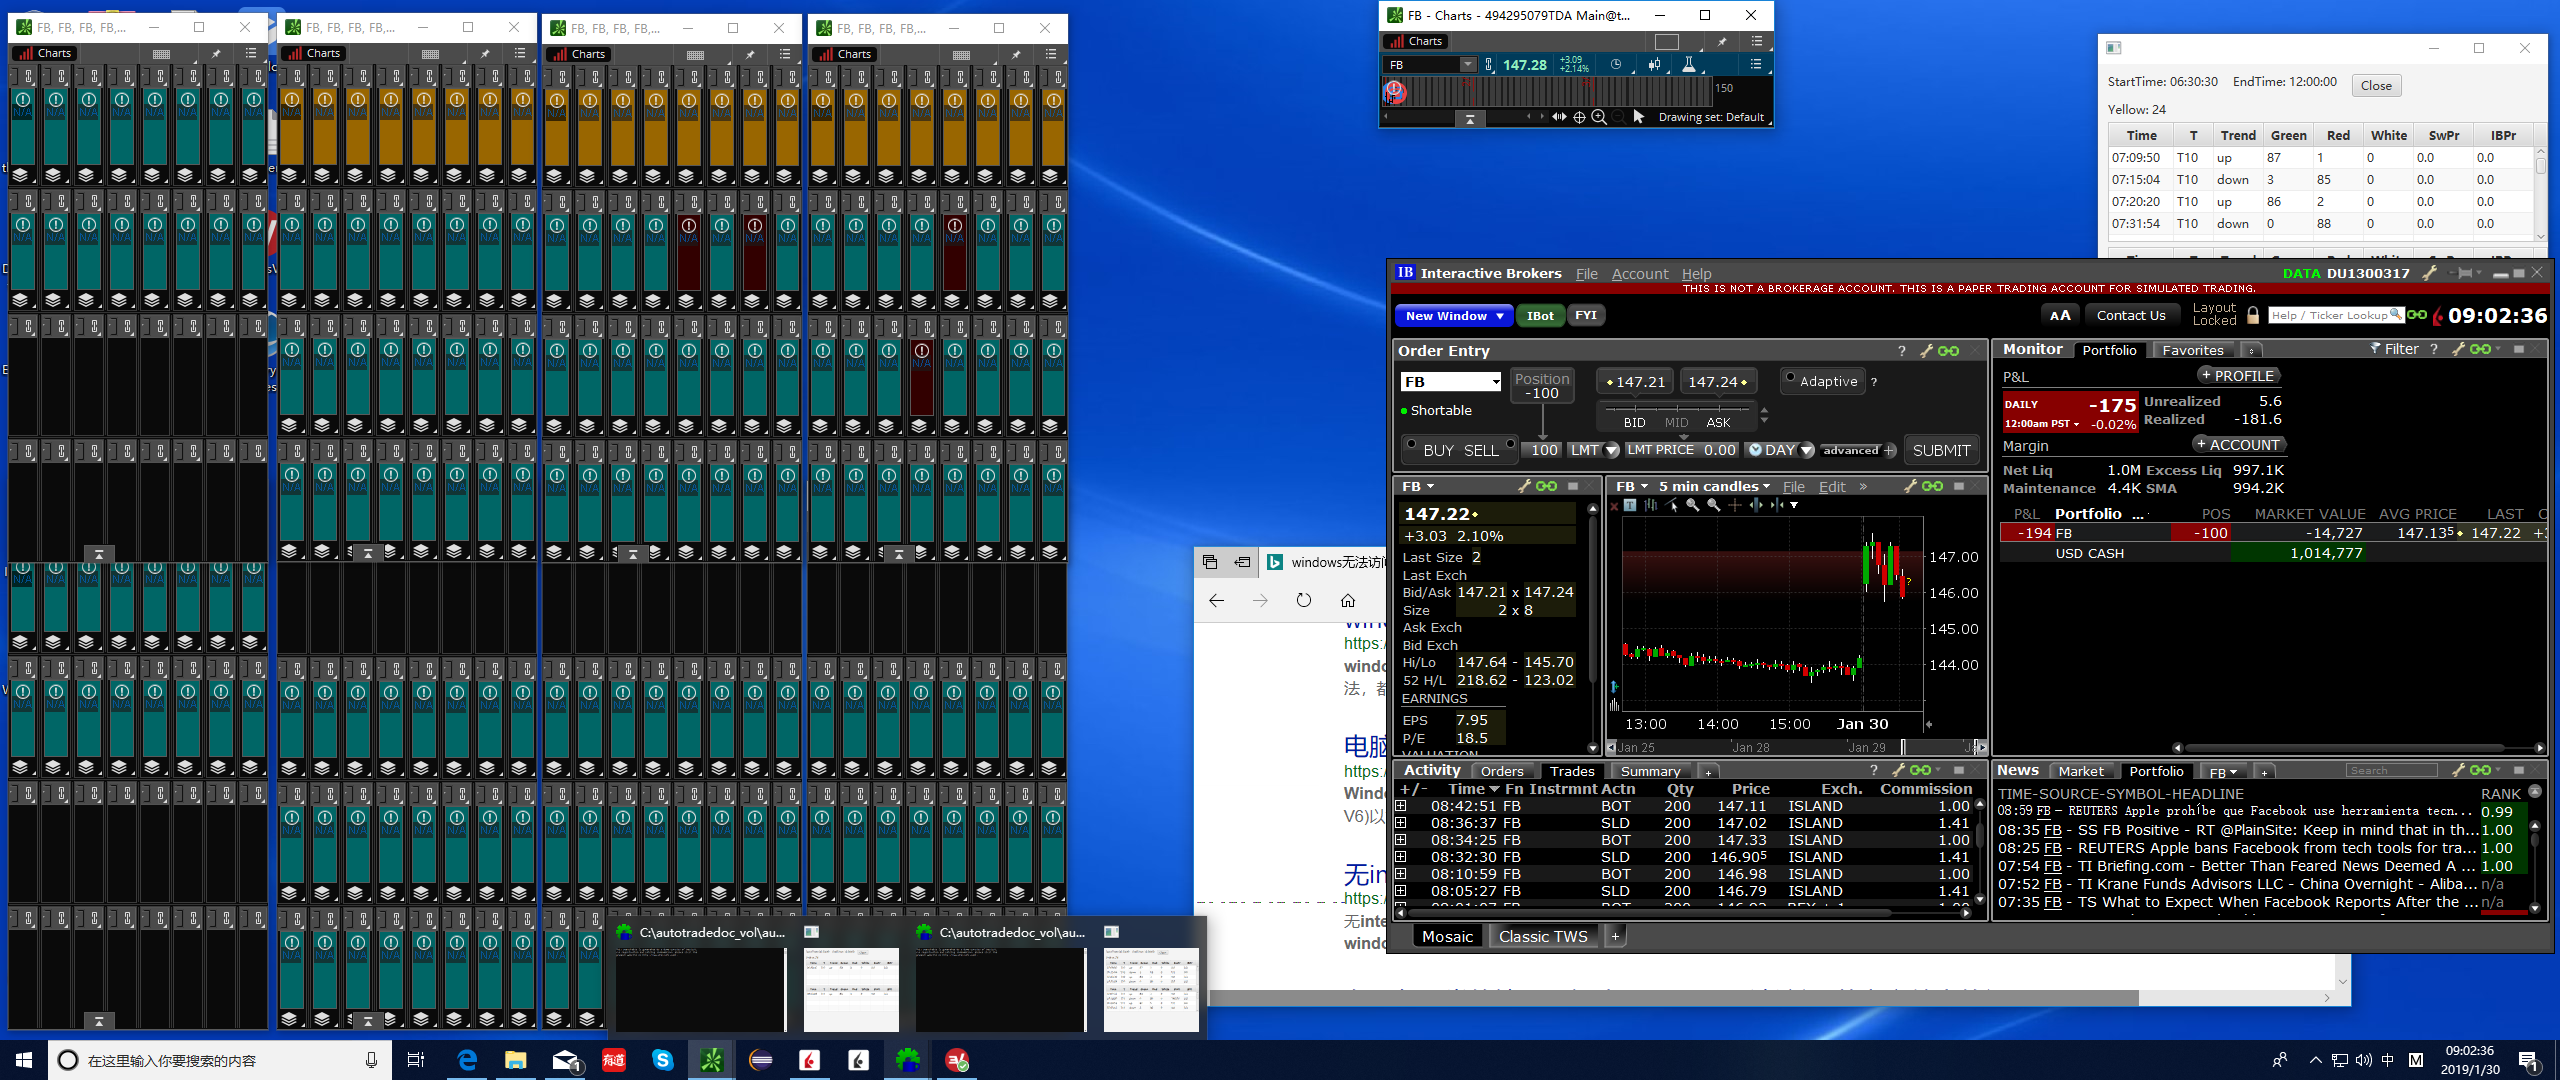 FB, FB, FB, FB,...
Charts
FB, FB, FB, FB,...
Charts
FB, FB, FB, FB,...
Charts
FB, FB, FB, FB,...
Charts
FB - Charts - 494295079TDA Main@t...
Charts
FB 147.28 +3.09 +2.14%
150
Drawing set: Default
StartTime: 06:30:30 EndTime: 12:00:00 Close
Yellow: 24
Time T Trend Green Red White SwPr IBPr
07:09:50 T10 up 87 1 0 0.0 0.0
07:15:04 T10 down 3 85 0 0.0 0.0
07:20:20 T10 up 86 2 0 0.0 0.0
07:31:54 T10 down 0 88 0 0.0 0.0
IB Interactive Brokers File Account Help DATA DU1300317
THIS IS NOT A BROKERAGE ACCOUNT. THIS IS A PAPER TRADING ACCOUNT FOR SIMULATED TRADING.
New Window IBot FYI AA Contact Us Layout Locked Help / Ticker Lookup 09:02:36
Order Entry ?
FB Position -100 147.21 147.24 Adaptive ?
Shortable
BID MID ASK
BUY SELL 100 LMT LMT PRICE 0.00 DAY advanced + SUBMIT
Monitor Portfolio Favorites Filter ?
P&L + PROFILE
DAILY -175 Unrealized 5.6
12:00am PST -0.02% Realized -181.6
Margin + ACCOUNT
Net Liq 1.0M Excess Liq 997.1K
Maintenance 4.4K SMA 994.2K
P&L Portfolio ... POS MARKET VALUE AVG PRICE LAST C
-194 FB -100 -14,727 147.135 147.22 +3
USD CASH 1,014,777
FB
147.22
+3.03 2.10%
Last Size 2
Last Exch
Bid/Ask 147.21 x 147.24
Size 2 x 8
Ask Exch
Bid Exch
Hi/Lo 147.64 - 145.70
52 H/L 218.62 - 123.02
EARNINGS
EPS 7.95
P/E 18.5
VALUATION
FB 5 min candles File Edit »
147.00
146.00
145.00
144.00
13:00 14:00 15:00 Jan 30
Jan 25 Jan 28 Jan 29
Activity Orders Trades Summary + ?
+/- Time Fn Instrmnt Actn Qty Price Exch. Commission
08:42:51 FB BOT 200 147.11 ISLAND 1.00
08:36:37 FB SLD 200 147.02 ISLAND 1.41
08:34:25 FB BOT 200 147.33 ISLAND 1.00
08:32:30 FB SLD 200 146.905 ISLAND 1.41
08:10:59 FB BOT 200 146.98 ISLAND 1.00
08:05:27 FB SLD 200 146.79 ISLAND 1.41
News Market Portfolio FB + Search
TIME-SOURCE-SYMBOL-HEADLINE RANK
08:59 FB - REUTERS Apple prohíbe que Facebook use herramienta tecn... 0.99
08:35 FB - SS FB Positive - RT @PlainSite: Keep in mind that in th... 1.00
08:25 FB - REUTERS Apple bans Facebook from tech tools for tra... 1.00
07:54 FB - TI Briefing.com - Better Than Feared News Deemed A ... 1.00
07:52 FB - TI Krane Funds Advisors LLC - China Overnight - Aliba... n/a
07:35 FB - TS What to Expect When Facebook Reports After the ... n/a
Mosaic Classic TWS +
windows无法访问
https:/
windo
法，都
电脑
https:/
Windo
V6)以
无in
https:/
无inte
windo
C:\autotradedoc_vol\au...
C:\autotradedoc_vol\au...
在这里输入你要搜索的内容
有道
中 M
09:02:36
2019/1/30